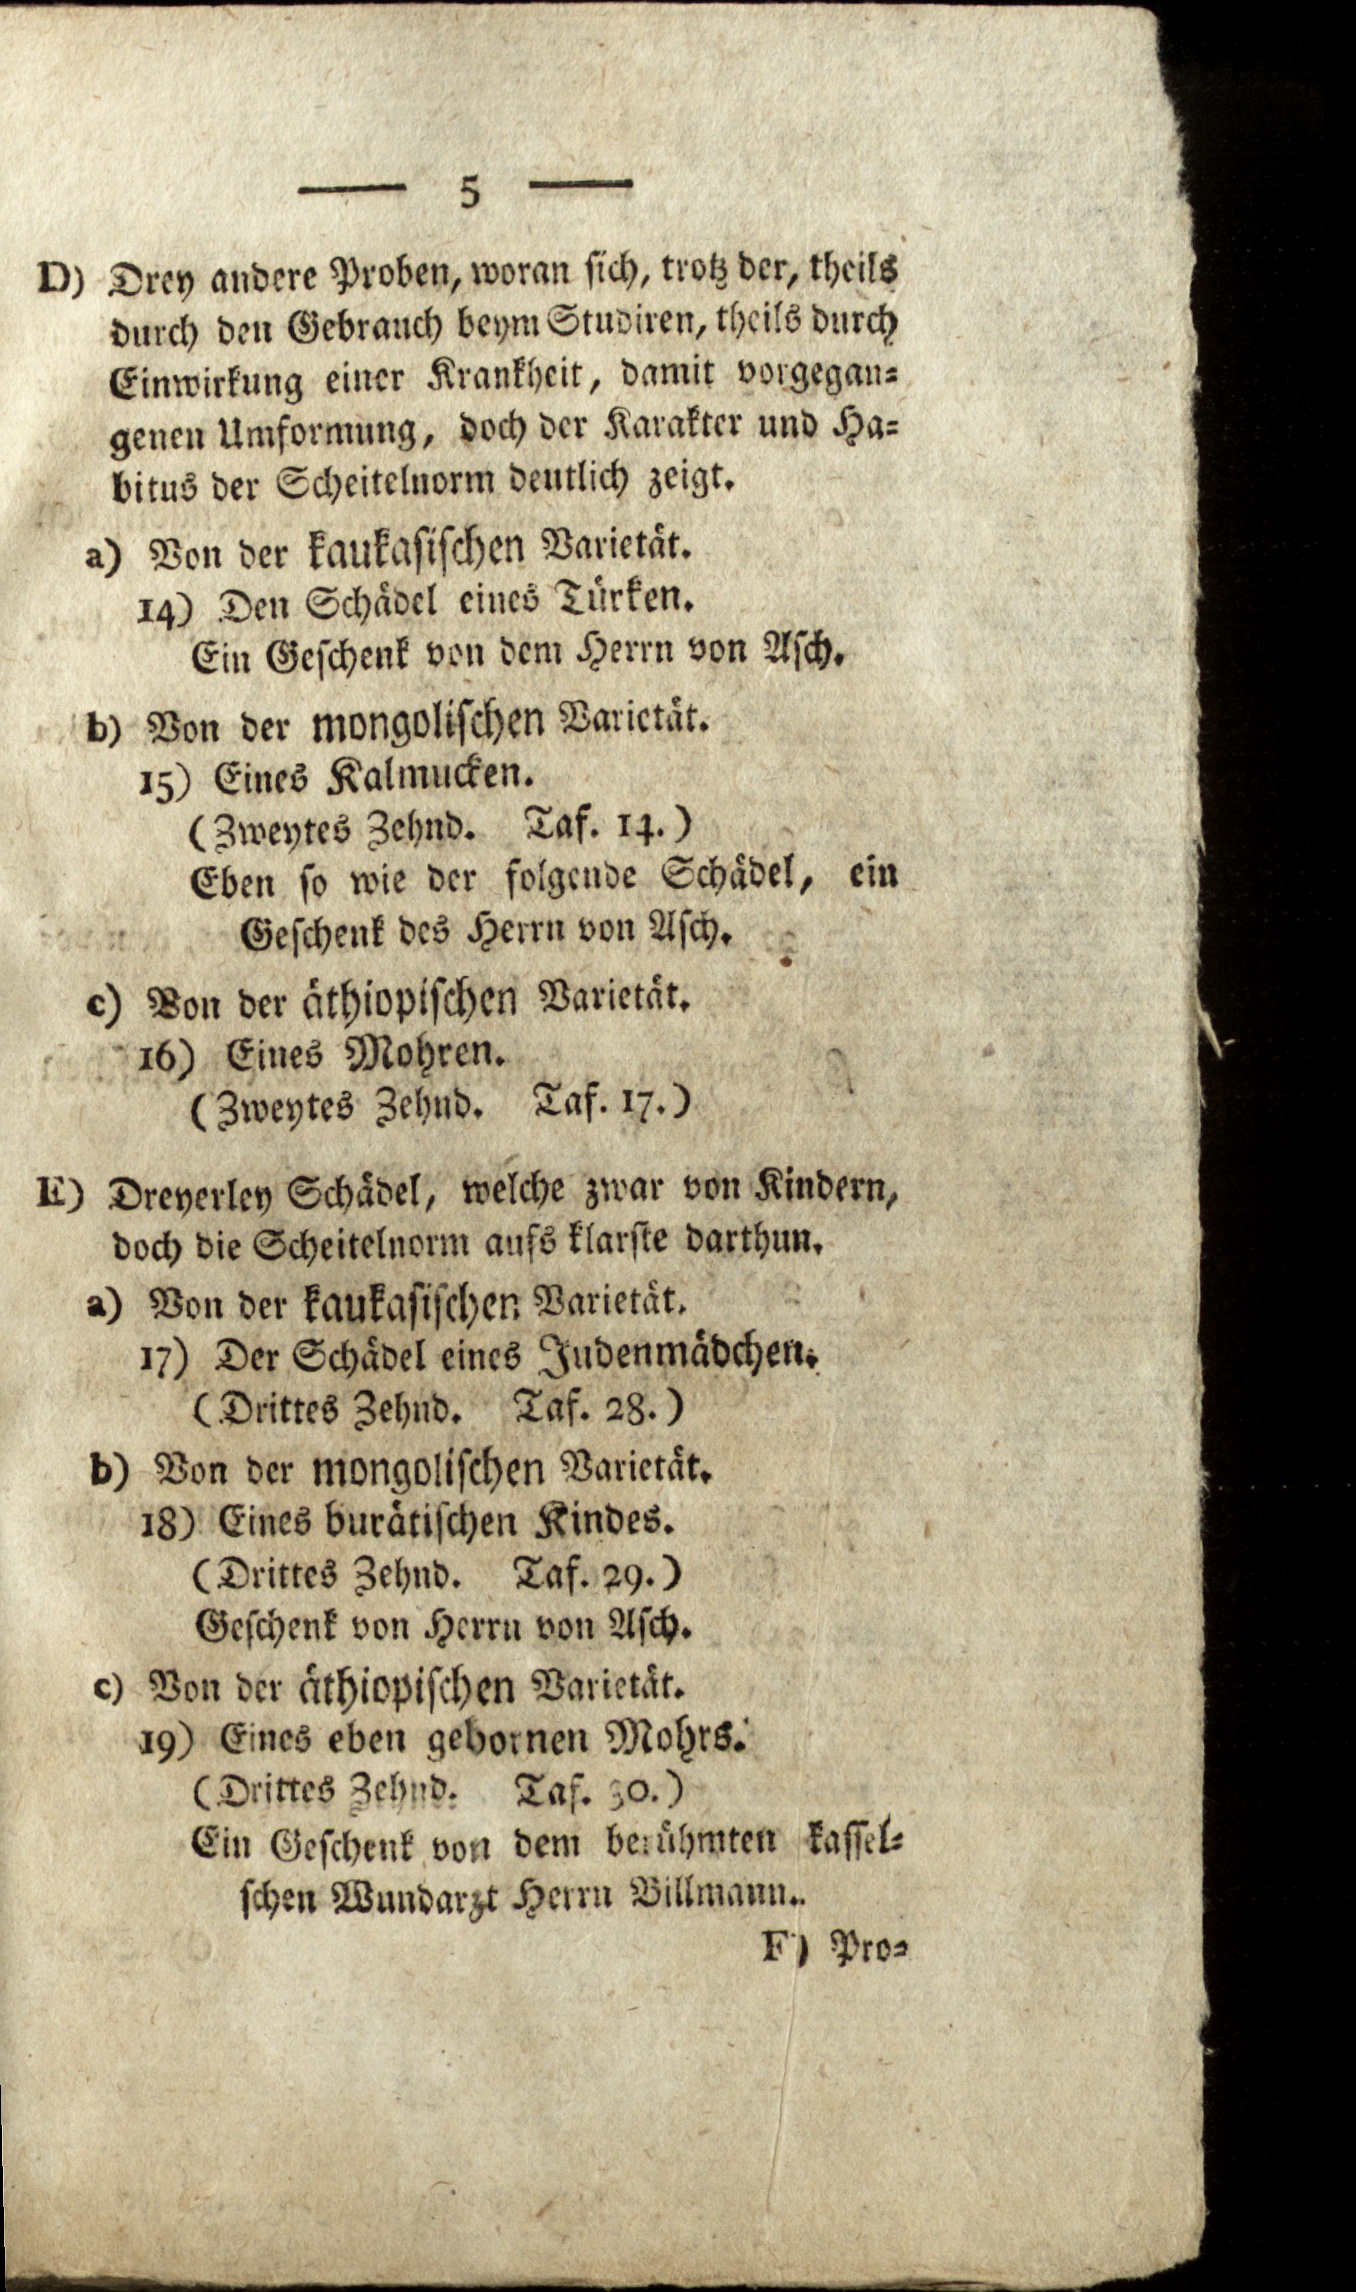 — 5 —
D) Drey andere Proben, woran sich, trotz der, theils
durch den Gebrauch beym Studiren, theils durch
Einwirkung einer Krankheit, damit vorgegan-
genen Umformung, doch der Karakter und Ha-
bitus der Scheitelnorm deutlich zeigt.
a) Von der kaukasischen Varietät.
14) Den Schädel eines Türken.
Ein Geschenk von dem Herrn von Asch.
b) Von der mongolischen Varietät.
15) Eines Kalmucken.
(Zweytes Zehnd. Taf. 14.)
Eben so wie der folgende Schädel, ein
Geschenk des Herrn von Asch.
c) Von der äthiopischen Varietät.
16) Eines Mohren.
(Zweytes Zehnd. Taf. 17.)
E) Dreyerley Schädel, welche zwar von Kindern,
doch die Scheitelnorm aufs klarste darthun.
a) Von der kaukasischen Varietät.
17) Der Schädel eines Judenmädchen.
(Drittes Zehnd. Taf. 28.)
b) Von der mongolischen Varietät.
18) Eines burätischen Kindes.
(Drittes Zehnd. Taf. 29.)
Geschenk von Herrn von Asch.
c) Von der äthiopischen Varietät.
19) Eines eben gebornen Mohrs.
(Drittes Zehnd. Taf. 30.)
Ein Geschenk von dem berühmten kassel-
schen Wundarzt Herrn Billmann.
F) Pro-